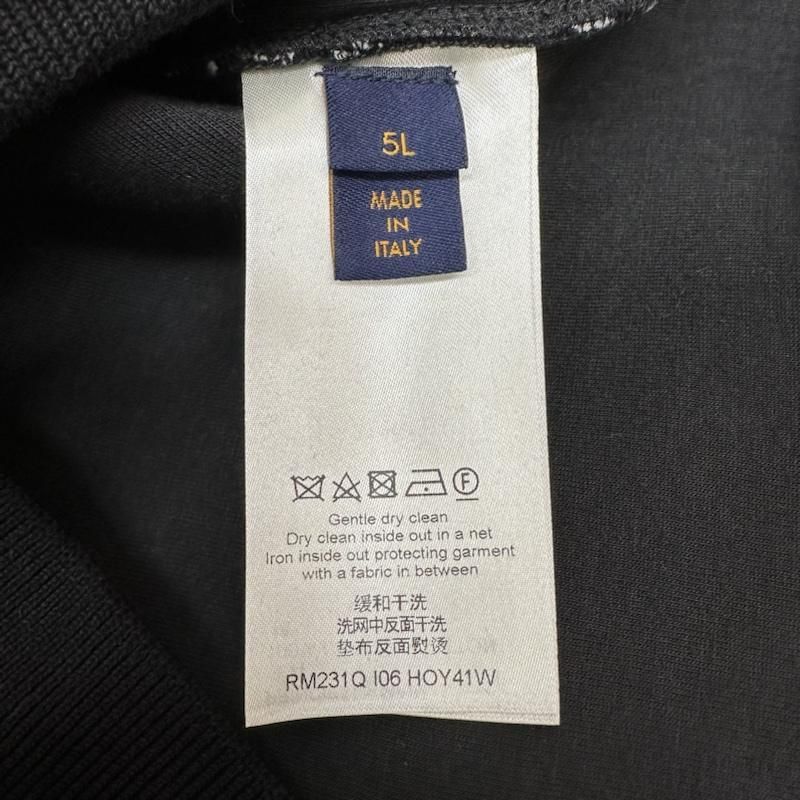 5L
MADE
IN
ITALY
F
Gentle dry clean
Dry clean inside out in a net
Iron inside out protecting garment
with a fabric in between
缓和干洗
洗网中反面干洗
垫布反面熨烫
RM231Q I06 HOY41W